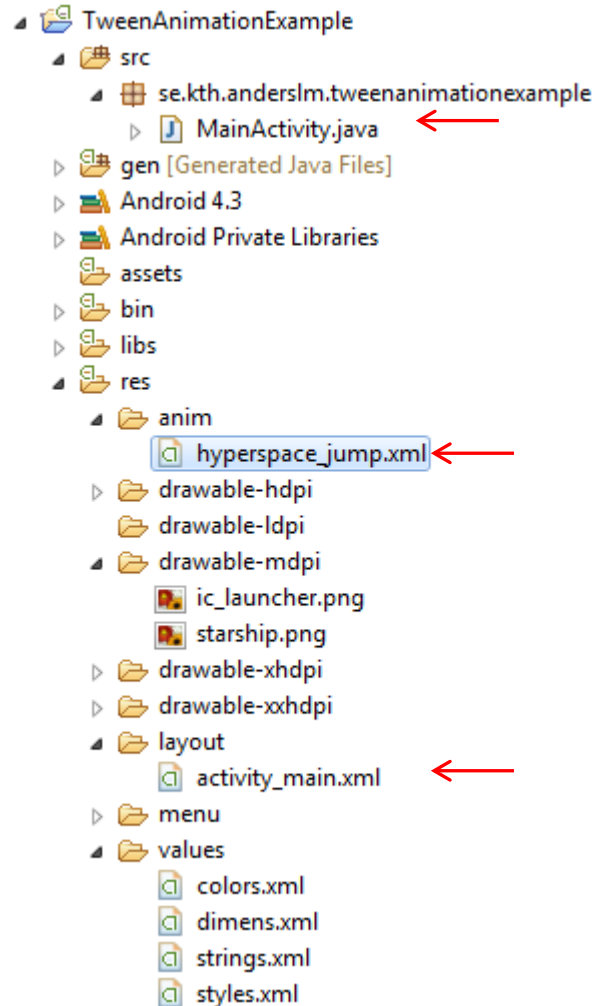 TweenAnimationExample
src
se.kth.anderslm.tweenanimationexample
MainActivity.java
gen [Generated Java Files]
Android 4.3
Android Private Libraries
assets
bin
libs
res
anim
hyperspace_jump.xml
drawable-hdpi
drawable-ldpi
drawable-mdpi
ic_launcher.png
starship.png
drawable-xhdpi
drawable-xxhdpi
layout
activity_main.xml
menu
values
colors.xml
dimens.xml
strings.xml
styles.xml